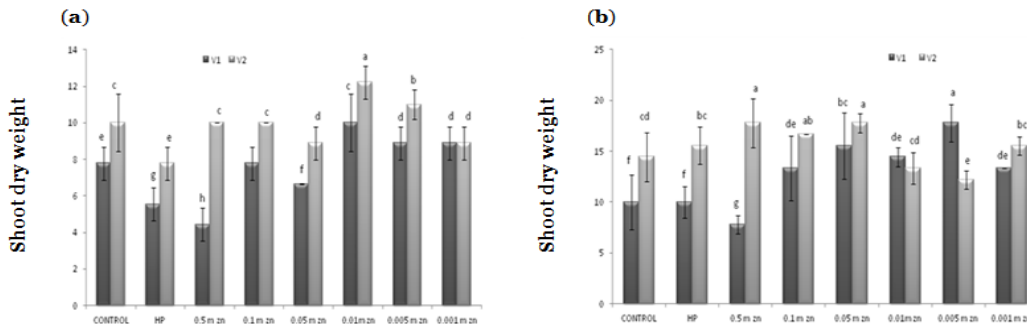 (a)
Shoot dry weight
14
12
10
8
6
4
2
0
V1 V2
e c g e h c c f d c a d b d d
CONTROL HP 0.5 m zn 0.1 m zn 0.05 m zn 0.01m zn 0.005 m zn 0.001 m zn
(b)
Shoot dry weight
25
20
15
10
5
0
V1 V2
f cd f bc g a de ab bc a de de a e de bc
CONTROL HP 0.5 m zn 0.1 m zn 0.05 m zn 0.01 m zn 0.005 m zn 0.001 m zn